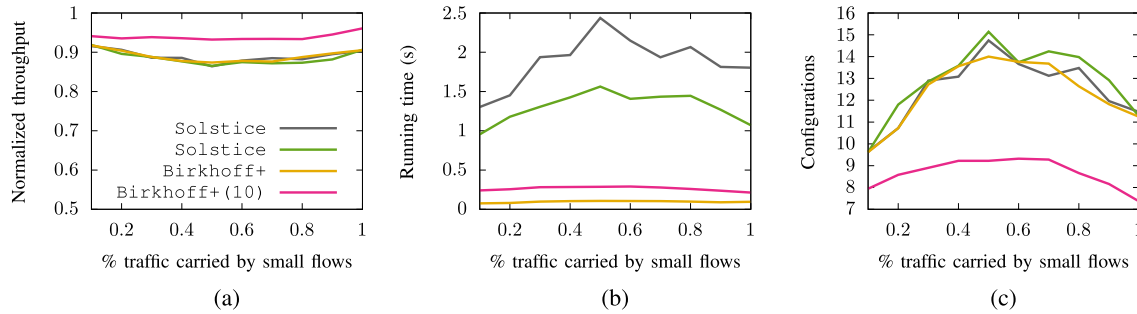 Normalized throughput
1
0.9
0.8
0.7
0.6
0.5
Solstice
Solstice
Birkhoff+
Birkhoff+(10)
0.2 0.4 0.6 0.8 1
% traffic carried by small flows
(a)
Running time (s)
2.5
2
1.5
1
0.5
0
0.2 0.4 0.6 0.8 1
% traffic carried by small flows
(b)
Configurations
16
15
14
13
12
11
10
9
8
7
0.2 0.4 0.6 0.8 1
% traffic carried by small flows
(c)